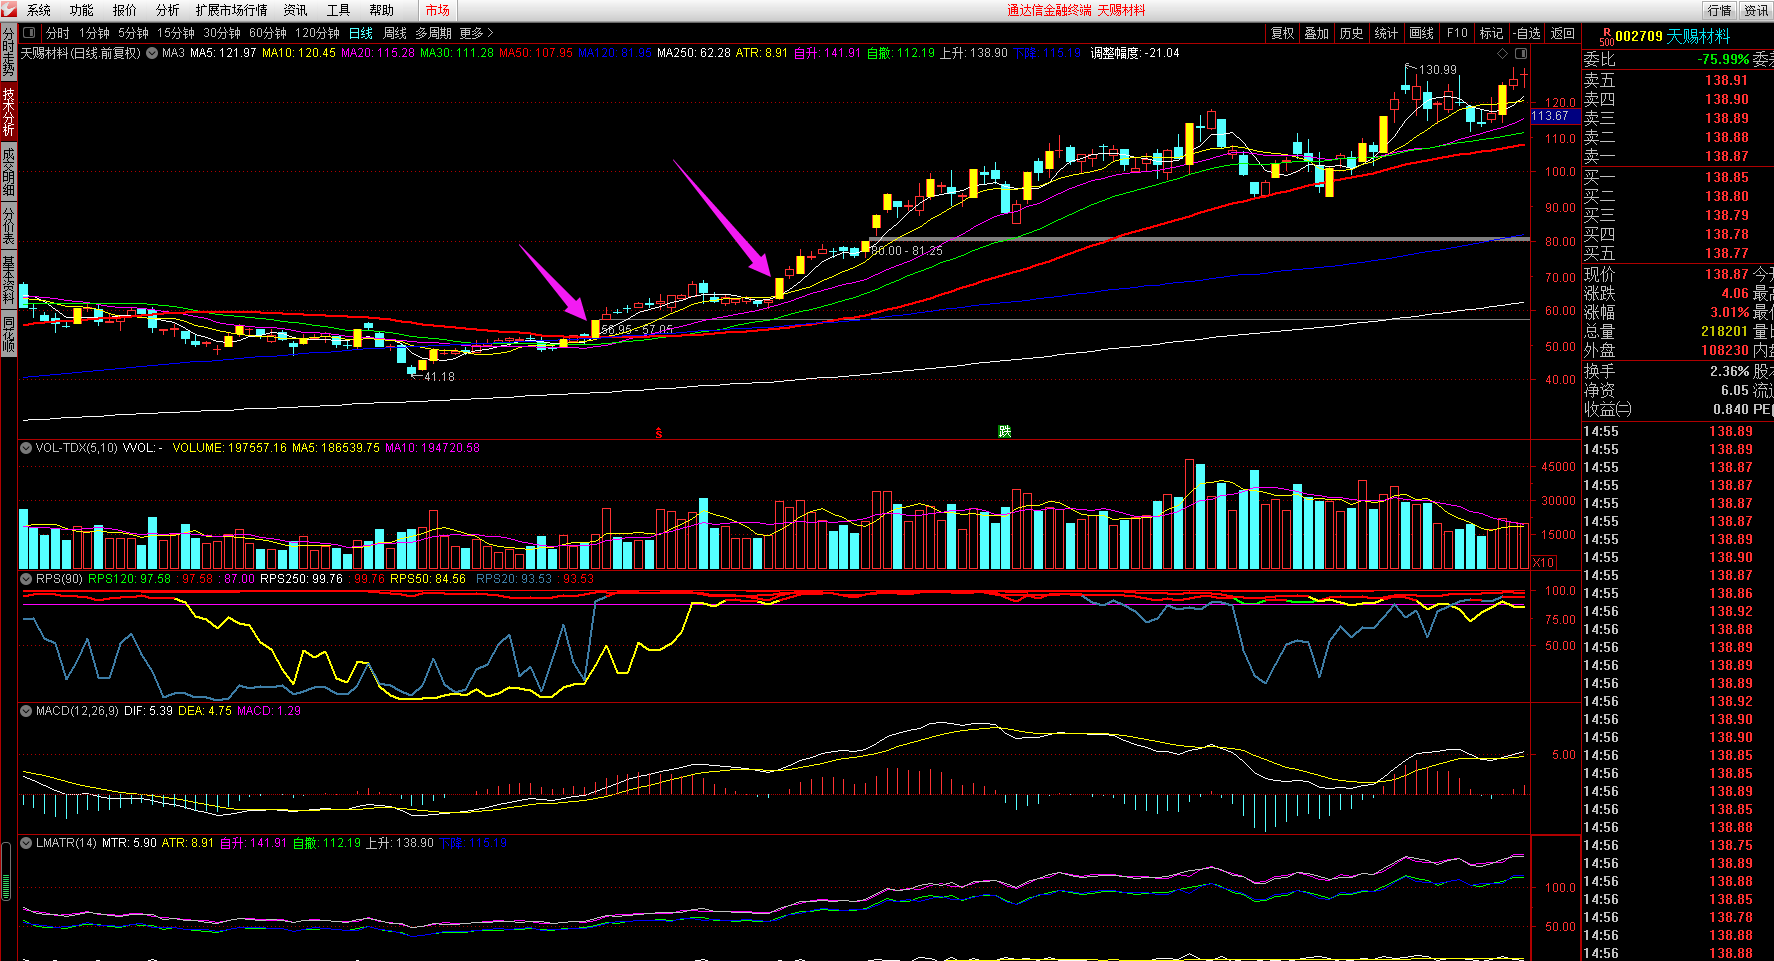 系统 功能 报价 分析 扩展市场行情 资讯 工具 帮助 市场 通达信金融终端 天赐材料 行情 资讯
分时 1分钟 5分钟 15分钟 30分钟 60分钟 120分钟 日线 周线 多周期 更多 > 复权 叠加 历史 统计 画线 F10 标记 -自选 返回
天赐材料(日线.前复权) MA3 MA5: 121.97 MA10: 120.45 MA20: 115.28 MA30: 111.28 MA50: 107.95 MA120: 81.95 MA250: 62.28 ATR: 8.91 自升: 141.91 自撤: 112.19 上升: 138.90 下降: 115.19 调整幅度: -21.04
分时走势
技术分析
成交明细
分价表
基本资料
同花顺
130.99
120.0
113.67
110.0
100.0
90.00
80.00
80.00 - 81.25
70.00
60.00
56.95 - 57.05
50.00
41.18
40.00
ŝ
跌
VOL-TDX(5,10) VVOL: - VOLUME: 197557.16 MA5: 186539.75 MA10: 194720.58
45000
30000
15000
X10
RPS(90) RPS120: 97.58 : 97.58 : 87.00 RPS250: 99.76 : 99.76 RPS50: 84.56 RPS20: 93.53 : 93.53
100.0
75.00
50.00
MACD(12,26,9) DIF: 5.39 DEA: 4.75 MACD: 1.29
5.00
LMATR(14) MTR: 5.90 ATR: 8.91 自升: 141.91 自撤: 112.19 上升: 138.90 下降: 115.19
100.0
50.00
R
500 002709 天赐材料
委比 -75.99% 委差
卖五 138.91
卖四 138.90
卖三 138.89
卖二 138.88
卖一 138.87
买一 138.85
买二 138.80
买三 138.79
买四 138.78
买五 138.77
现价 138.87 今开
涨跌 4.06 最高
涨幅 3.01% 最低
总量 218201 量比
外盘 108230 内盘
换手 2.36% 股本
净资 6.05 流通
收益㈡ 0.840 PE(
14:55 138.89
14:55 138.89
14:55 138.87
14:55 138.87
14:55 138.87
14:55 138.87
14:55 138.89
14:55 138.90
14:55 138.87
14:55 138.86
14:56 138.92
14:56 138.88
14:56 138.89
14:56 138.89
14:56 138.89
14:56 138.92
14:56 138.90
14:56 138.90
14:56 138.85
14:56 138.85
14:56 138.89
14:56 138.85
14:56 138.88
14:56 138.75
14:56 138.89
14:56 138.88
14:56 138.85
14:56 138.78
14:56 138.88
14:56 138.88